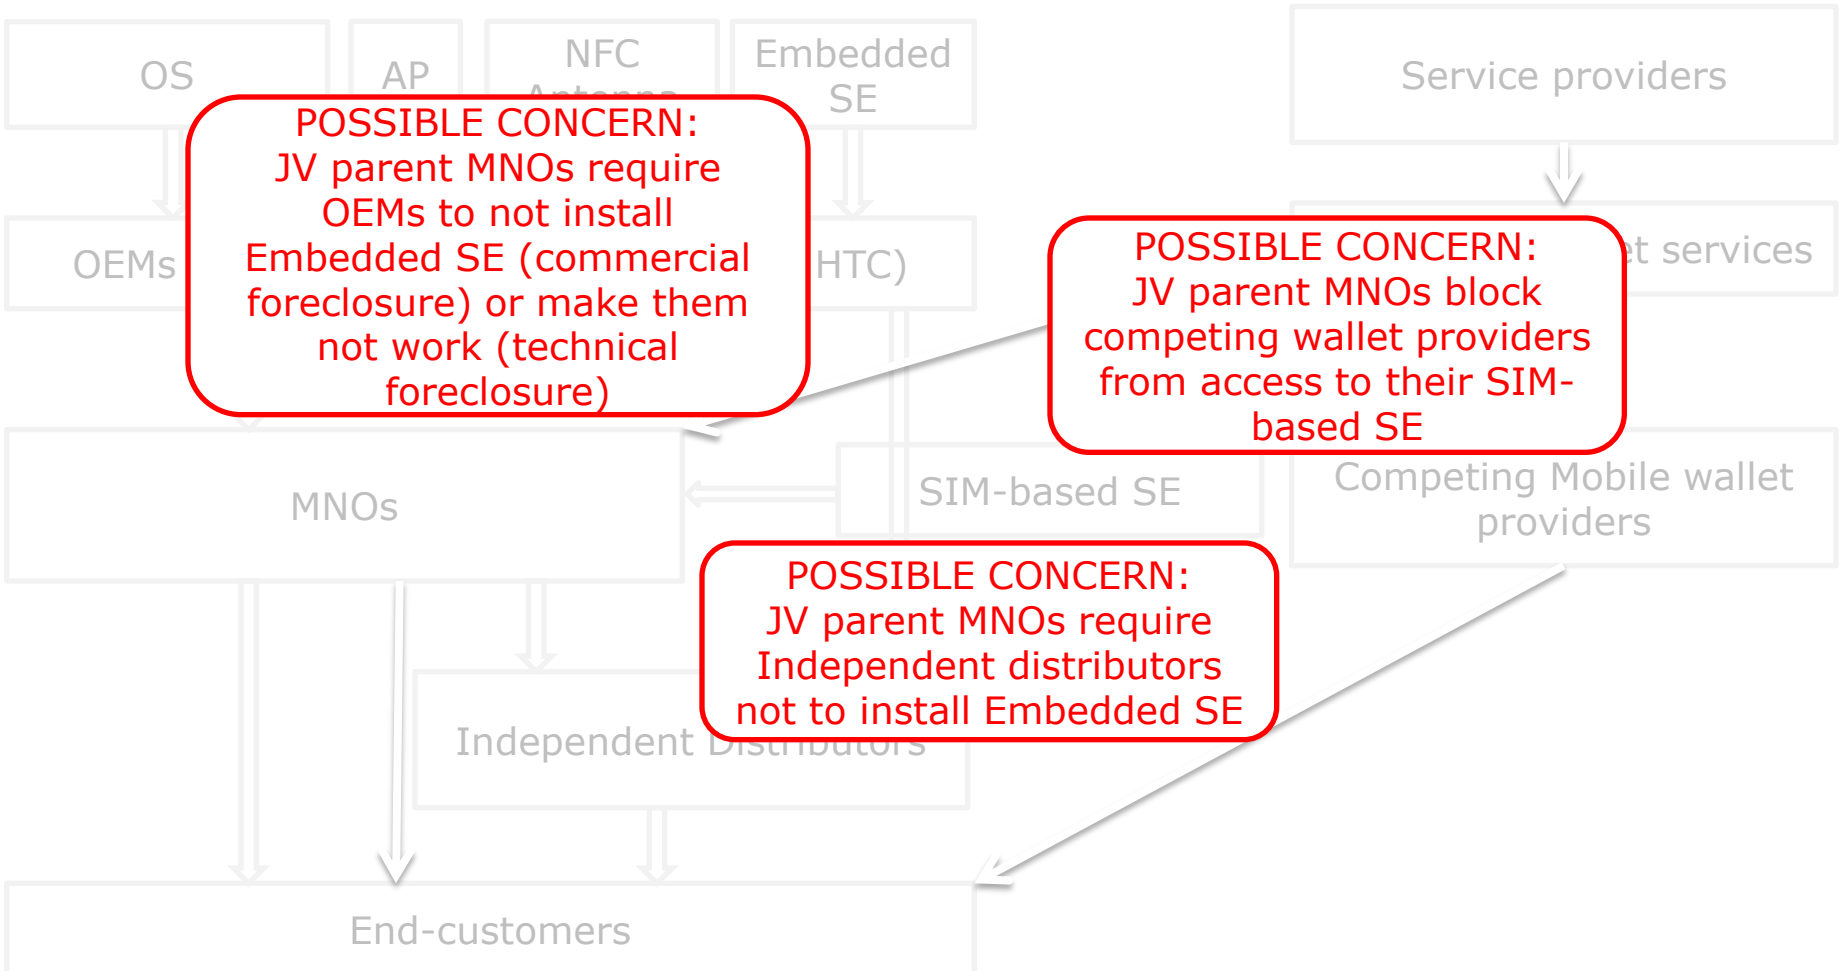 OS
AP
NFC
Antenna
Embedded
SE
Service providers
POSSIBLE CONCERN:
JV parent MNOs require
OEMs to not install
Embedded SE (commercial
foreclosure) or make them
not work (technical
foreclosure)
OEMs
HTC)
POSSIBLE CONCERN:
JV parent MNOs block
competing wallet providers
from access to their SIM-
based SE
services
MNOs
SIM-based SE
Competing Mobile wallet
providers
POSSIBLE CONCERN:
JV parent MNOs require
Independent distributors
not to install Embedded SE
Independent Distributors
End-customers